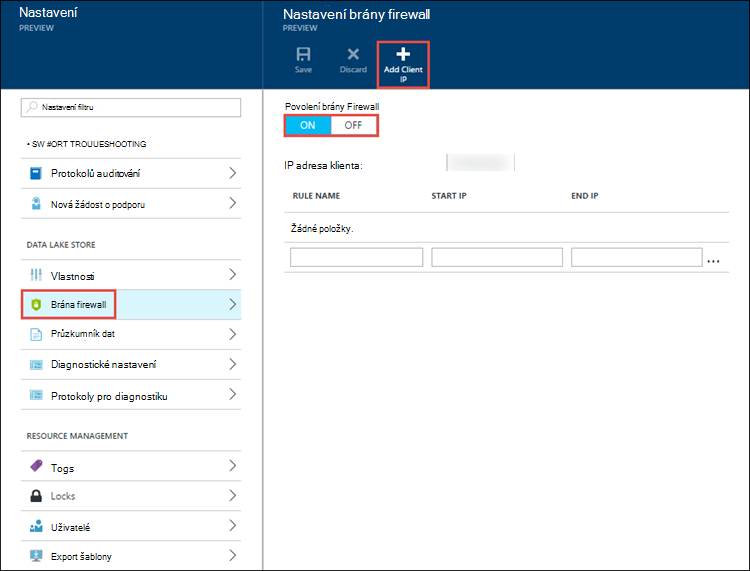 Nastavení
PREVIEW
Nastavení filtru
• SW #ORT TROUUESHOOTING
Protokolů auditování
Nová žádost o podporu
DATA LAKE STORE
Vlastnosti
Brána firewall
Průzkumník dat
Diagnostické nastavení
Protokoly pro diagnostiku
RESOURCE MANAGEMENT
Togs
Locks
Uživatelé
Export šablony
Nastavení brány firewall
PREVIEW
Save Discard Add Client
IP
Povolení brány Firewall
ON OFF
IP adresa klienta:
RULE NAME START IP END IP
Žádné položky.
...